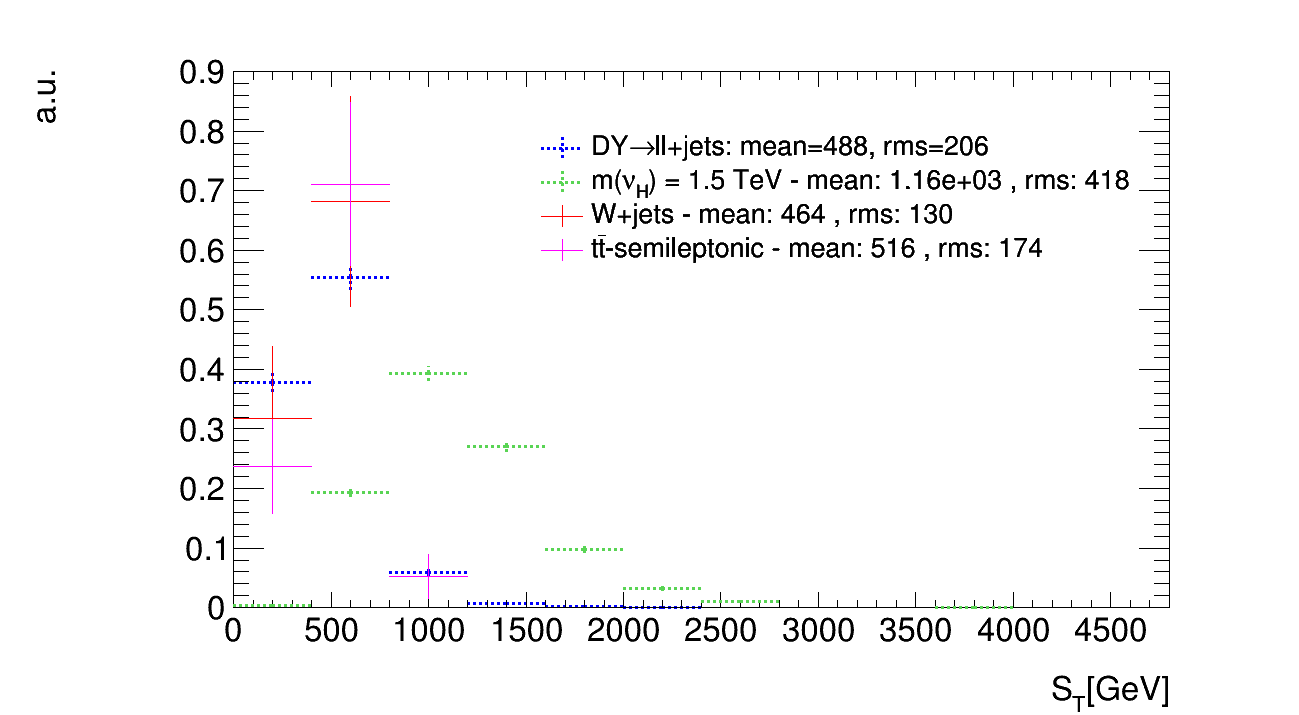 a.u.
0.9
0.8
0.7
0.6
0.5
0.4
0.3
0.2
0.1
0
DY→ll+jets: mean=488, rms=206
m(ν_H) = 1.5 TeV - mean: 1.16e+03 , rms: 418
W+jets - mean: 464 , rms: 130
tt̄-semileptonic - mean: 516 , rms: 174
0 500 1000 1500 2000 2500 3000 3500 4000 4500
S_T[GeV]